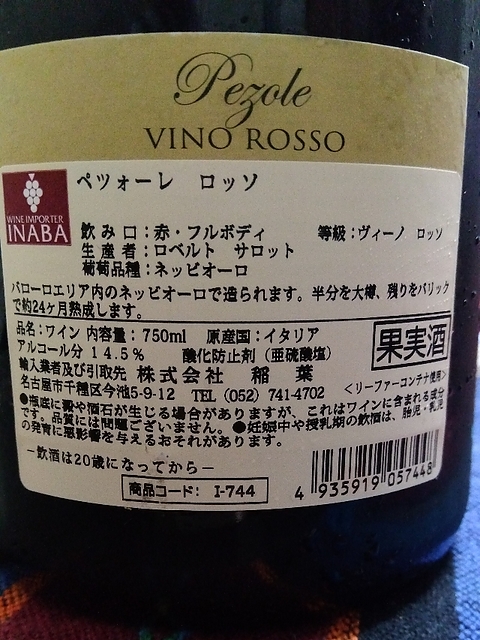 Pezole
VINO ROSSO
WINE IMPORTER
INABA
ペツォーレ ロッソ
飲み口：赤・フルボディ 等級：ヴィーノ ロッソ
生産者：ロベルト サロット
葡萄品種：ネッビオーロ
バローロエリア内のネッビオーロで造られます。半分を大樽、残りをバリック
で約24ヶ月熟成します。
品名：ワイン 内容量：750ml 原産国：イタリア
アルコール分 14.5% 酸化防止剤（亜硫酸塩）
果実酒
輸入業者及び引取先 株式会社 稲葉
名古屋市千種区今池5-9-12 TEL（052）741-4702
＜リーファーコンテナ使用＞
●瓶底に澱や酒石が生じる場合がありますが、これはワインに含まれる成分
です。品質には問題ございません。●妊娠中や授乳期の飲酒は、胎児・乳児
の発育に悪影響を与えるおそれがあります。
―飲酒は20歳になってから―
商品コード： I-744
4 935919 057448